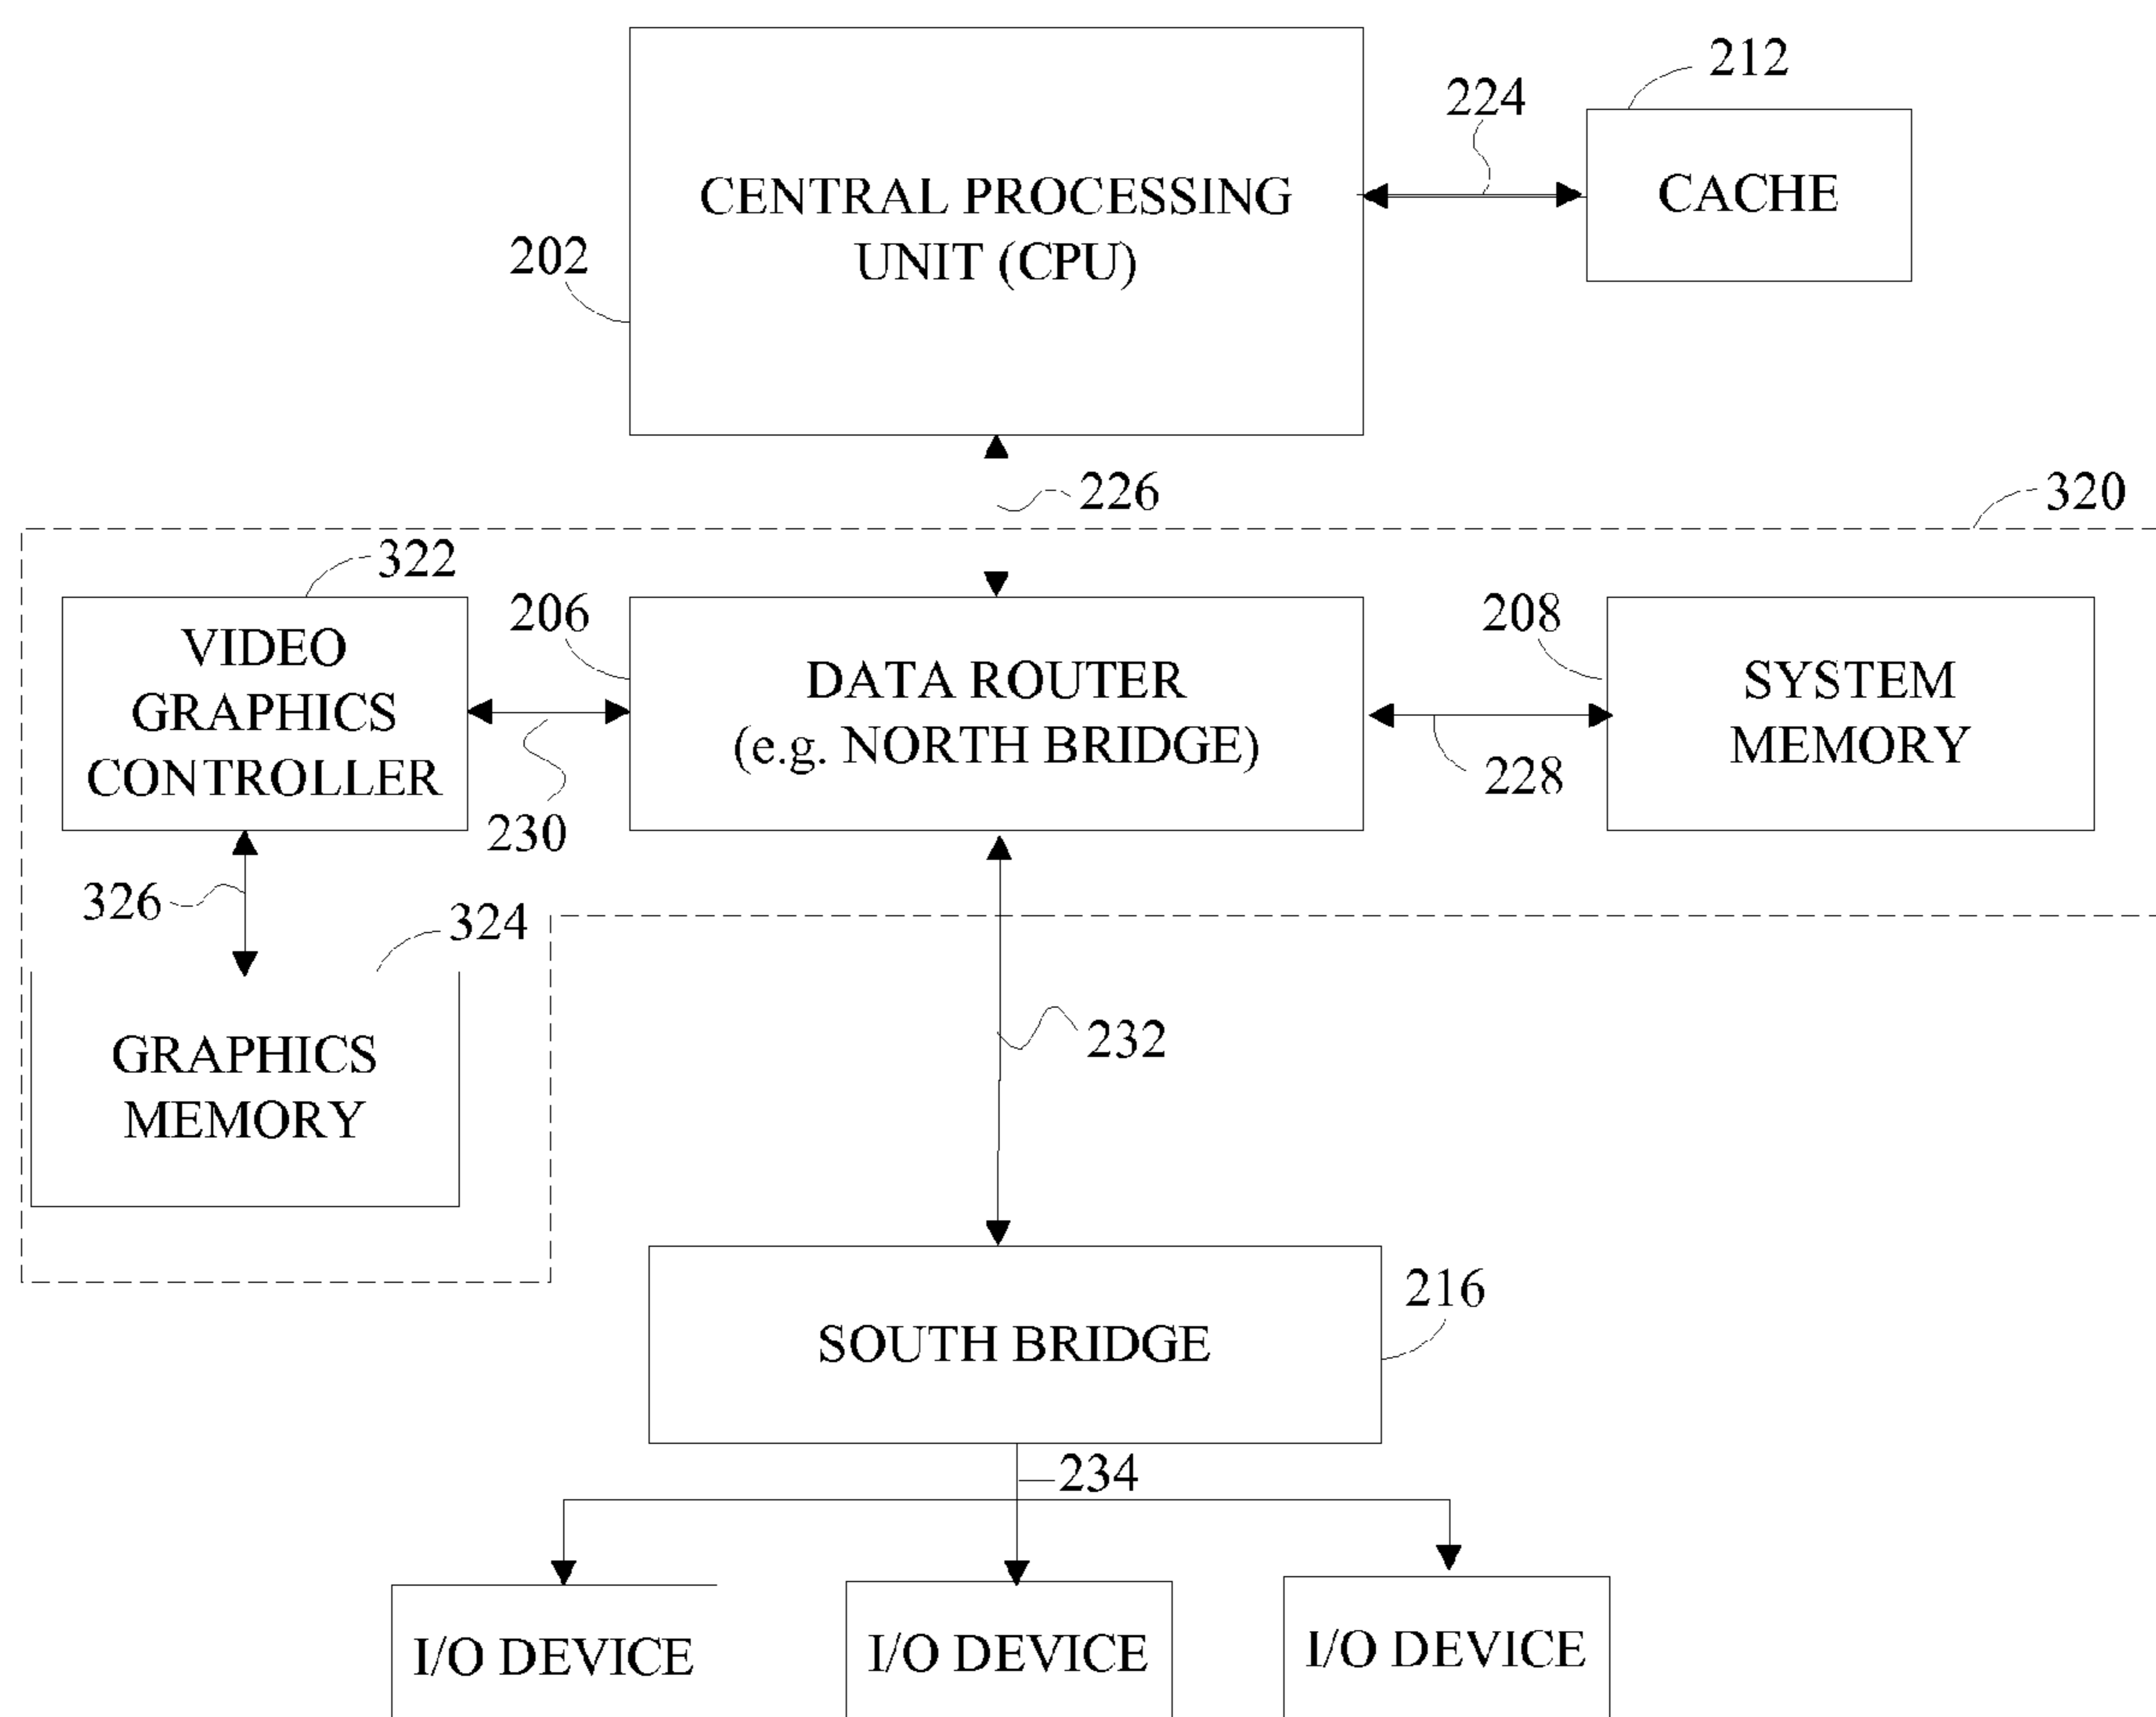 212
224
CENTRAL PROCESSING
UNIT (CPU)
CACHE
202
226
320
322
206
208
VIDEO
GRAPHICS
CONTROLLER
DATA ROUTER
(e.g. NORTH BRIDGE)
SYSTEM
MEMORY
230
228
326
324
232
GRAPHICS
MEMORY
216
SOUTH BRIDGE
234
I/O DEVICE
I/O DEVICE
I/O DEVICE